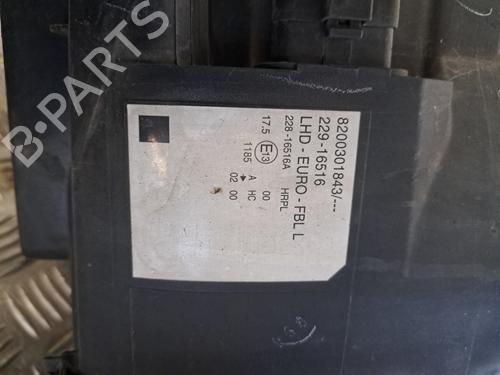 8200301843/---
229-16516
LHD - EURO - FBL L
228-16516A HRPL
17.5 E13 00
A HC
1185 02 00
B-PARTS